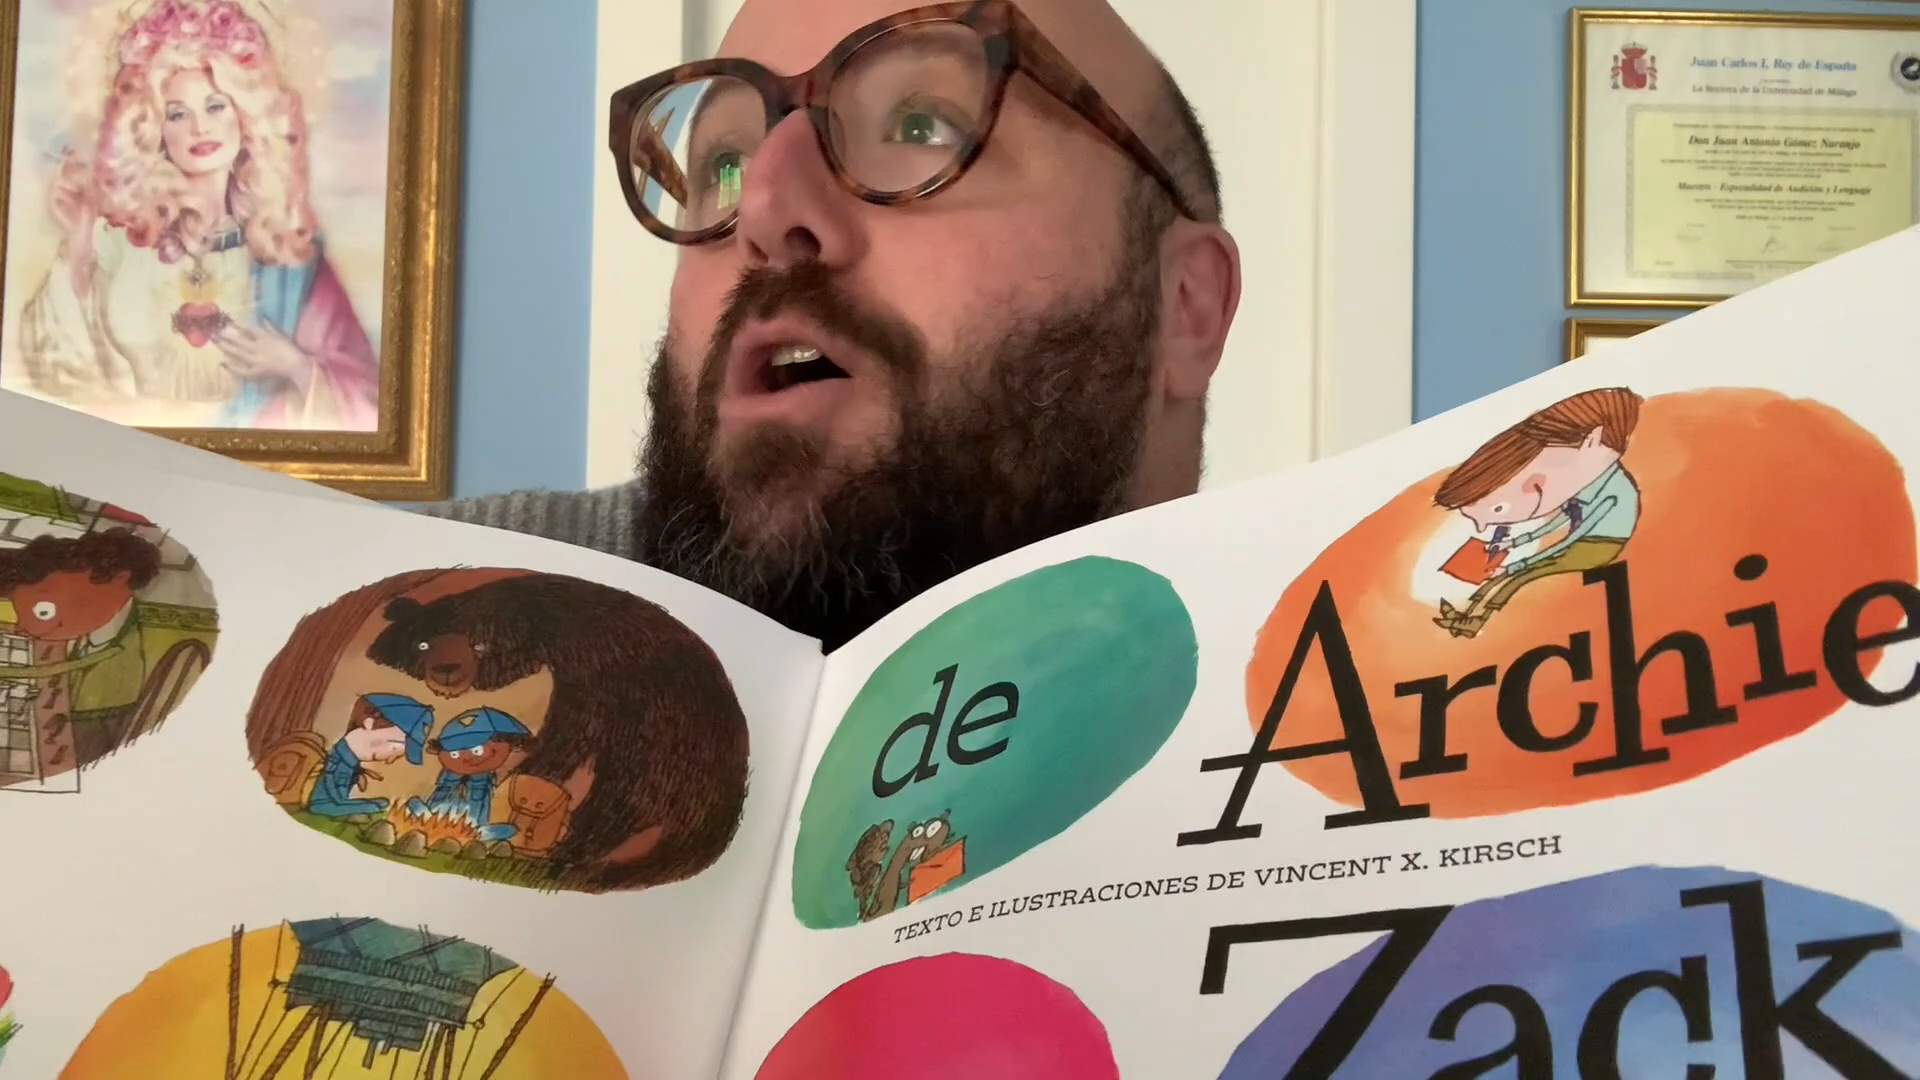 Juan Carlos I, Rey de España
La Rectora de la Universidad de Málaga
Don Juan Antonio Gómez Naranjo
Maestro - Especialidad de Audición y Lenguaje
de
Archie
TEXTO E ILUSTRACIONES DE VINCENT X. KIRSCH
Zack